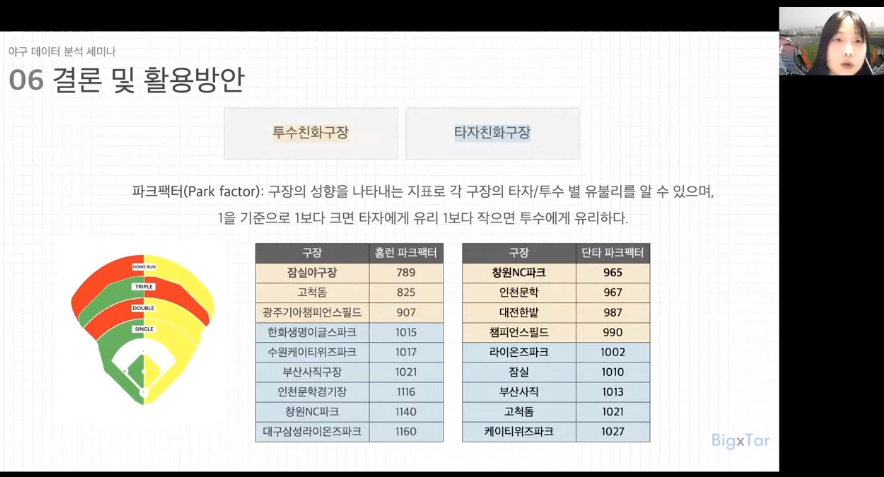 야구 데이터 분석 세미나
06 결론 및 활용방안
투수친화구장 타자친화구장
파크팩터(Park factor): 구장의 성향을 나타내는 지표로 각 구장의 타자/투수 별 유불리를 알 수 있으며,
1을 기준으로 1보다 크면 타자에게 유리 1보다 작으면 투수에게 유리하다.
HOME RUN
TRIPLE
DOUBLE
SINGLE
구장 홈런 파크팩터
잠실야구장 789
고척돔 825
광주기아챔피언스필드 907
한화생명이글스파크 1015
수원케이티위즈파크 1017
부산사직구장 1021
인천문학경기장 1116
창원NC파크 1140
대구삼성라이온즈파크 1160
구장 단타 파크팩터
창원NC파크 965
인천문학 967
대전한밭 987
챔피언스필드 990
라이온즈파크 1002
잠실 1010
부산사직 1013
고척돔 1021
케이티위즈파크 1027
BigxTar